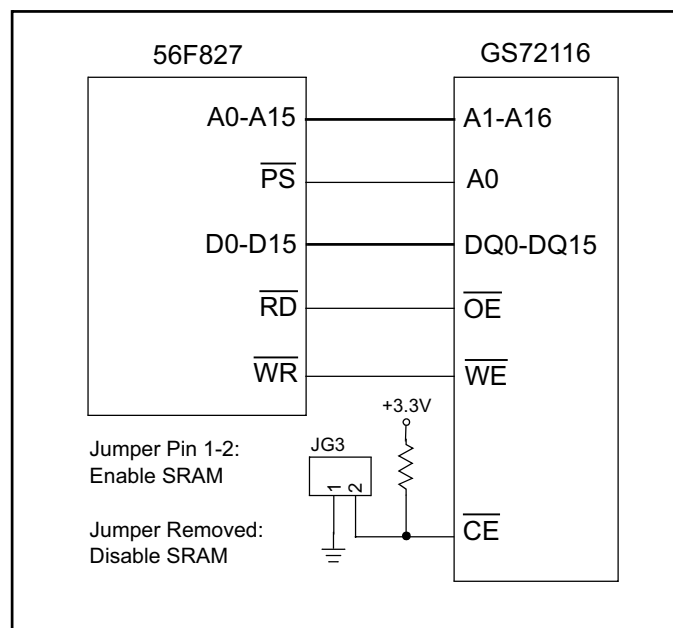 56F827
GS72116
A0-A15
A1-A16
PS
A0
D0-D15
DQ0-DQ15
RD
OE
WR
WE
+3.3V
Jumper Pin 1-2:
Enable SRAM
JG3
1
2
Jumper Removed:
Disable SRAM
CE